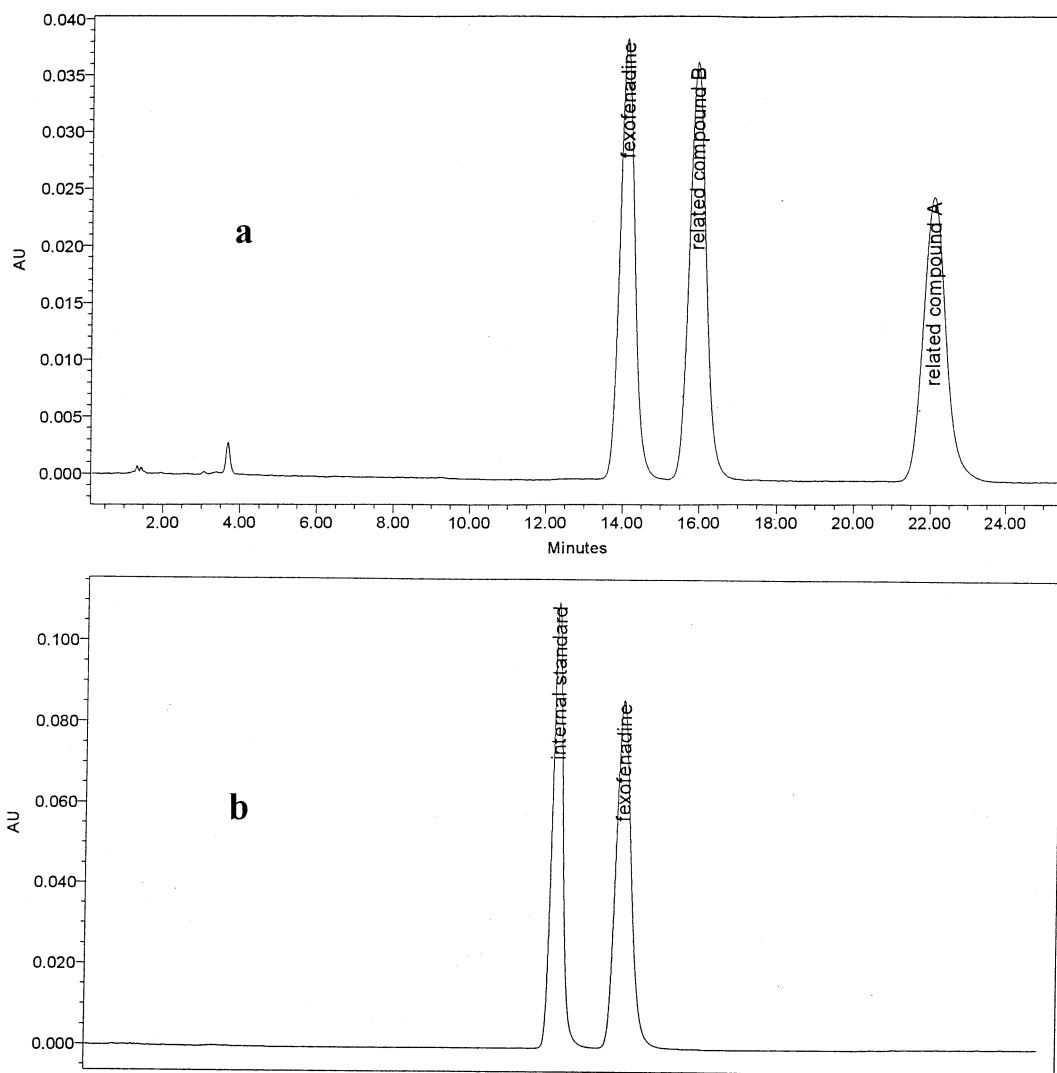 0.040
0.035
0.030
0.025
0.020
0.015
0.010
0.005
0.000
AU
a
fexofenadine
related compound B
related compound A
2.00 4.00 6.00 8.00 10.00 12.00 14.00 16.00 18.00 20.00 22.00 24.00
Minutes
0.100
0.080
0.060
0.040
0.020
0.000
AU
b
internal standard
fexofenadine